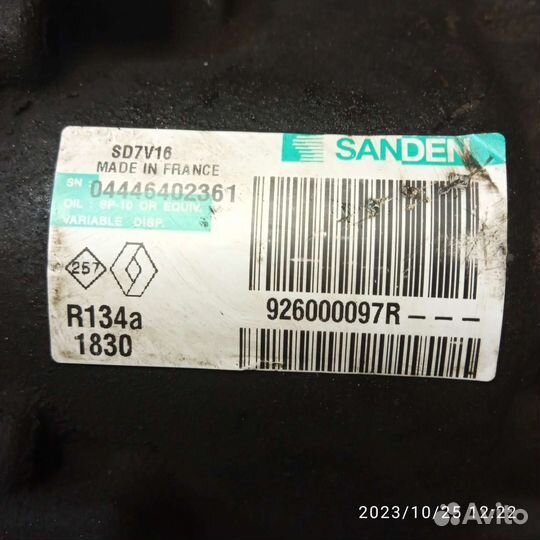 SD7V16
MADE IN FRANCE
SANDEN
SN 04446402361
OIL : SP-10 OR EQUIV.
VARIABLE DISP.
257
R134a
1830
926000097R---
2023/10/25 12:22
Avito